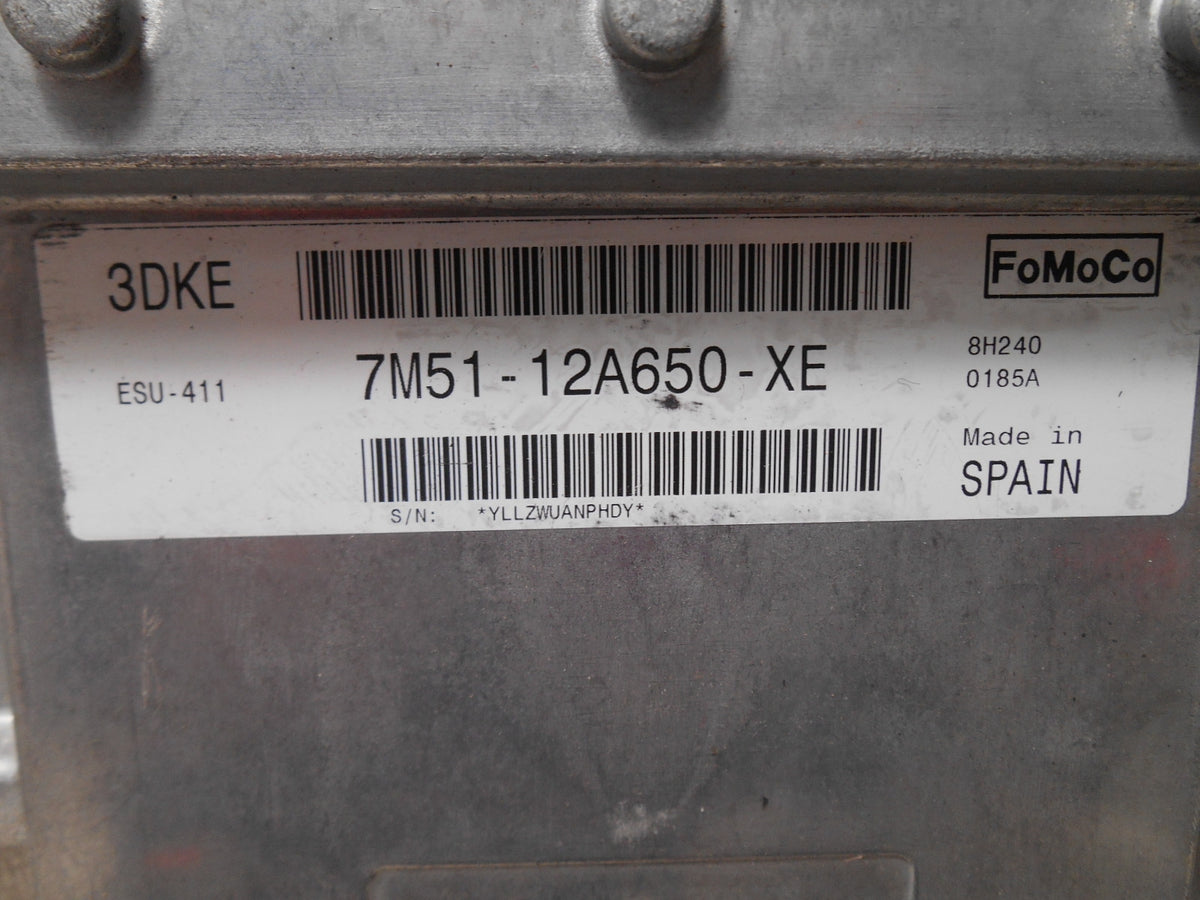 3DKE
FoMoCo
ESU-411
7M51-12A650-XE
8H240
0185A
Made in
SPAIN
S/N: *YLLZWUANPHDY*